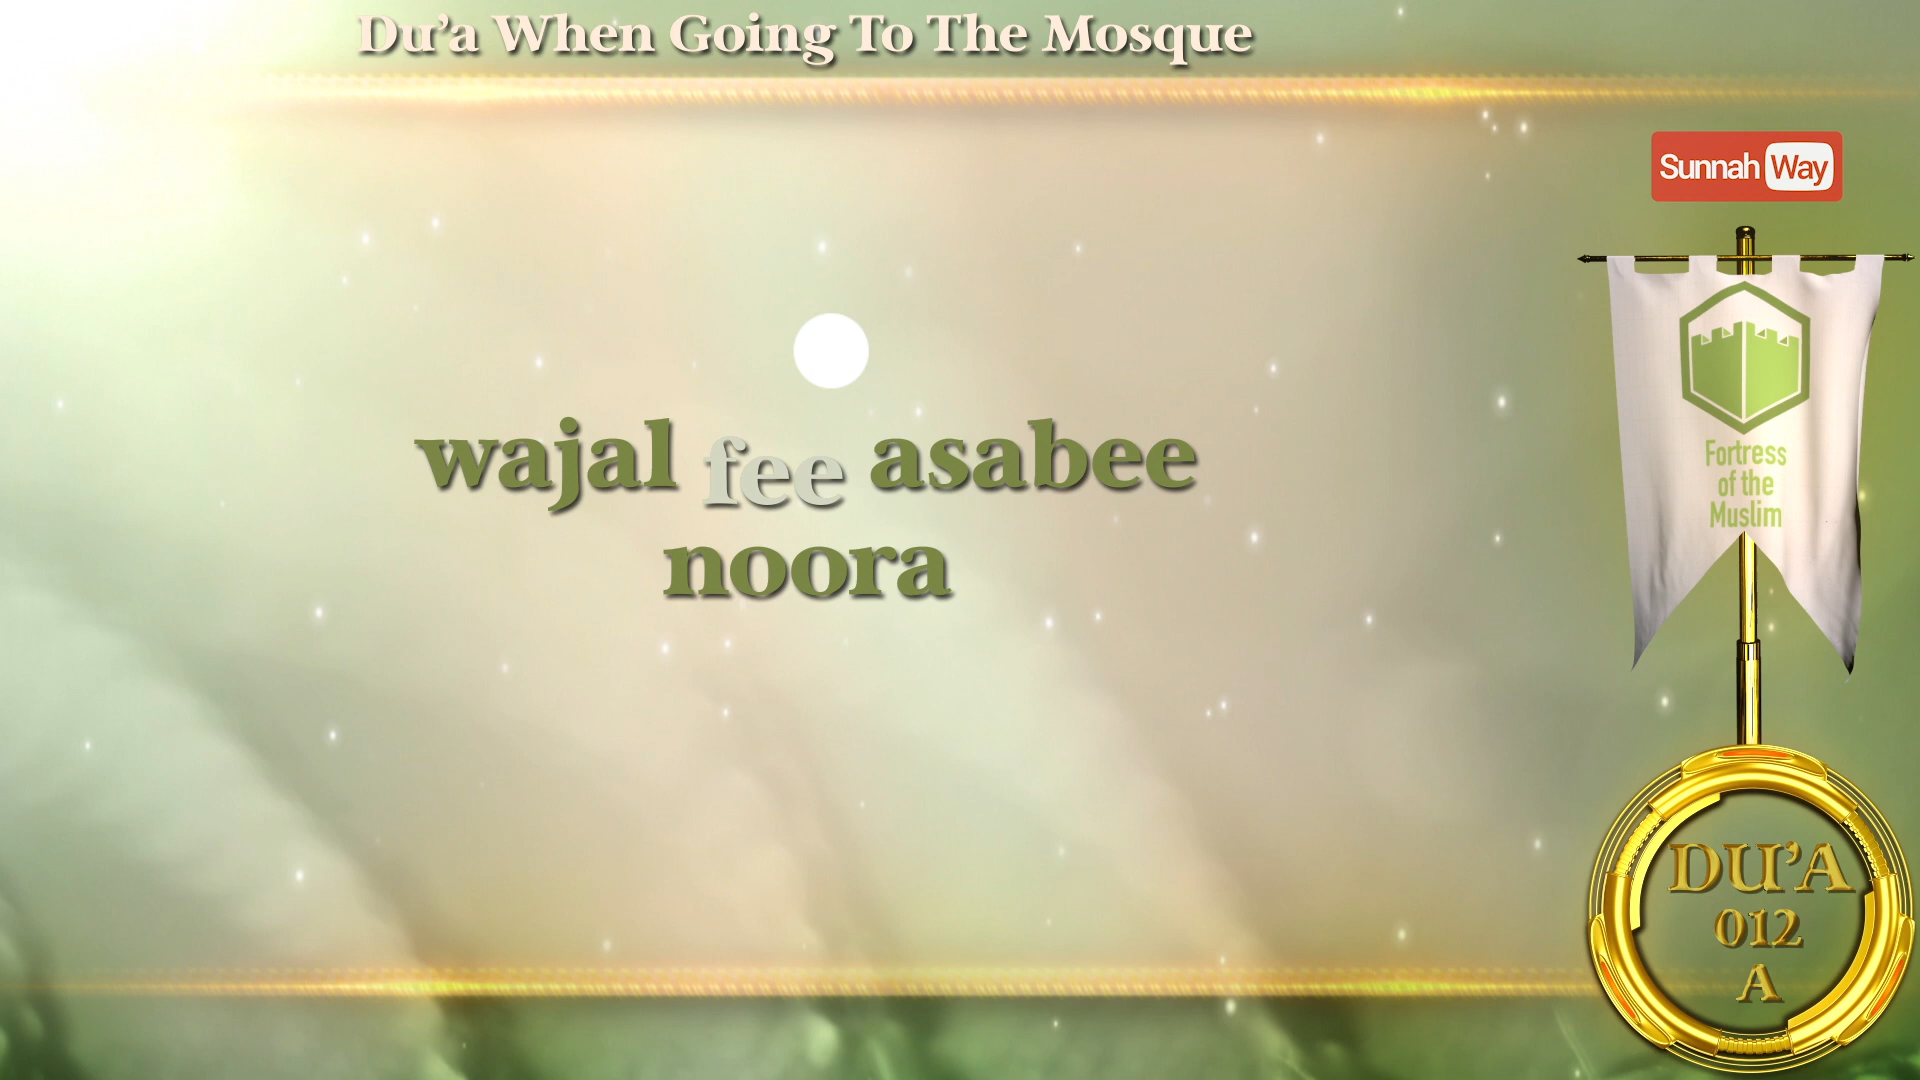 Du’a When Going To The Mosque
Sunnah Way
wajal fee asabee
noora
Fortress
of the
Muslim
DU’A
012
A